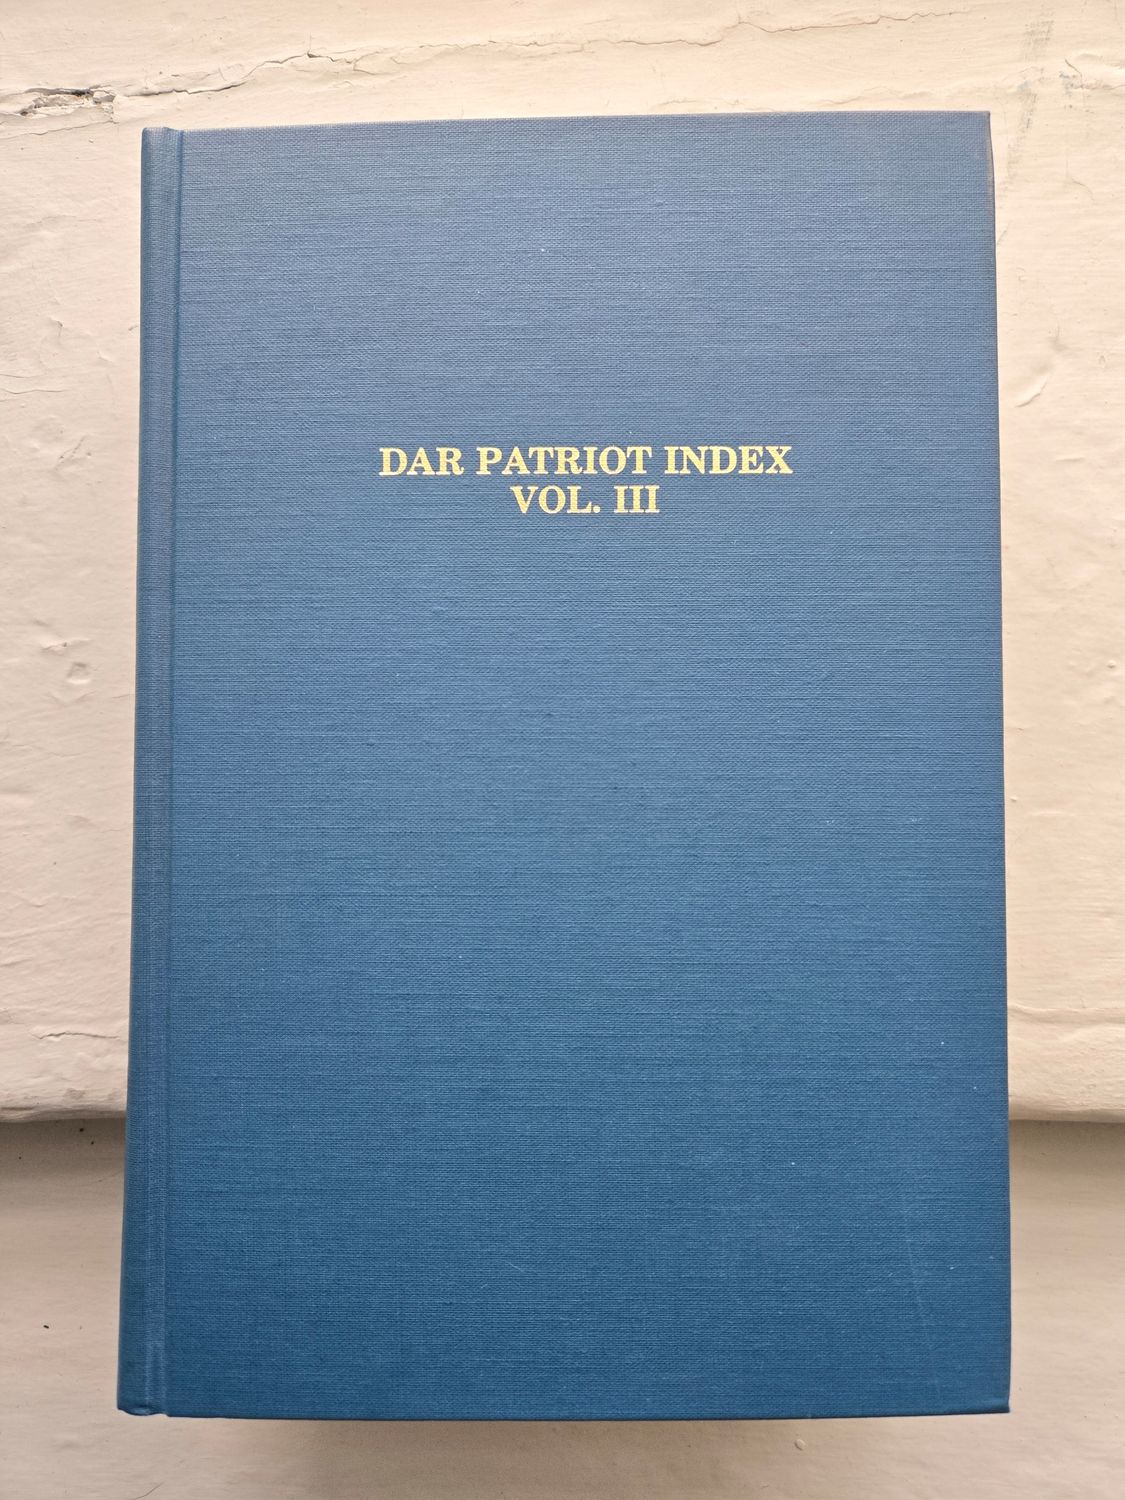 DAR PATRIOT INDEX
VOL. III